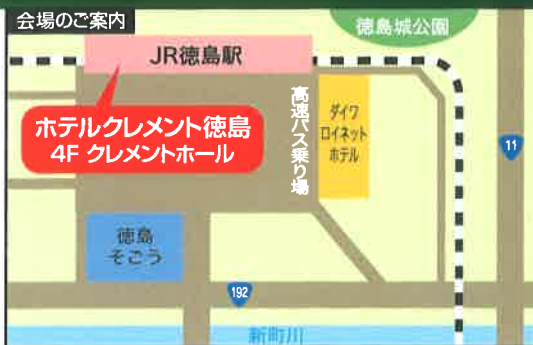 会場のご案内
徳島城公園
JR徳島駅
ホテルクレメント徳島
4F クレメントホール
高速バス乗り場
ダイワ
ロイネット
ホテル
11
徳島
そごう
192
新町川